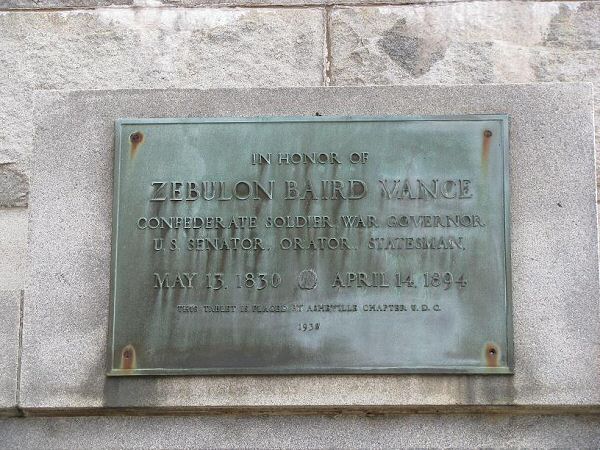 IN HONOR OF
ZEBULON BAIRD VANCE
CONFEDERATE SOLDIER, WAR GOVERNOR
U.S. SENATOR, ORATOR, STATESMAN.
MAY 13, 1830 APRIL 14, 1894
THIS TABLET IS PLACED BY ASHEVILLE CHAPTER U.D.C.
1938